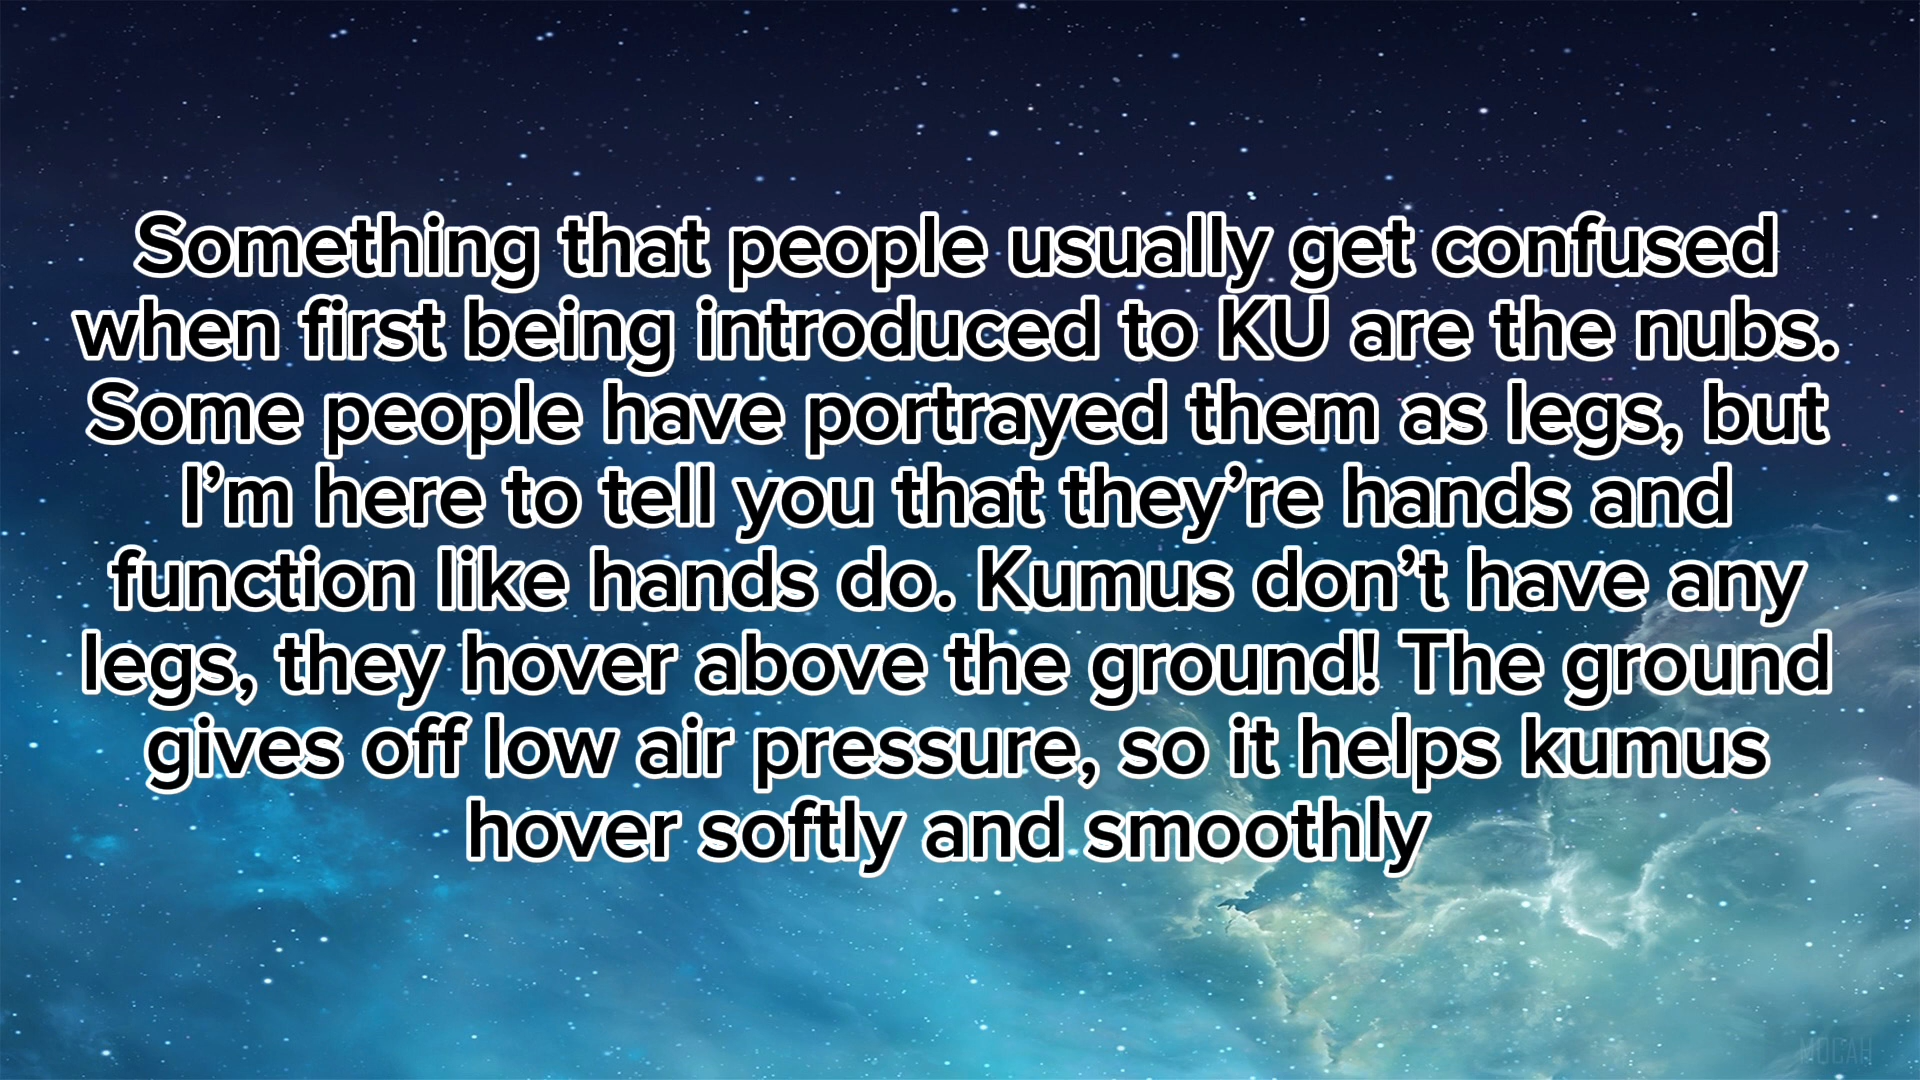 Something that people usually get confused
when first being introduced to KU are the nubs.
Some people have portrayed them as legs, but
I’m here to tell you that they’re hands and
function like hands do. Kumus don’t have any
legs, they hover above the ground! The ground
gives off low air pressure, so it helps kumus
hover softly and smoothly
MOCAH